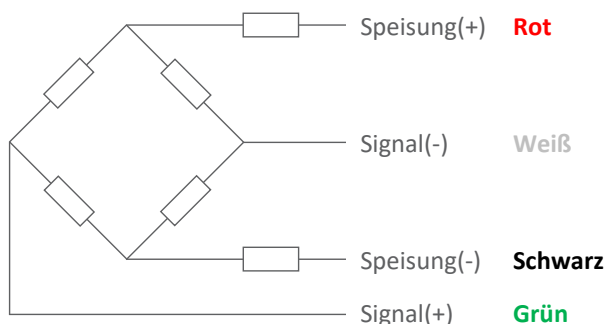 Speisung(+) Rot
Signal(-) Weiß
Speisung(-) Schwarz
Signal(+) Grün